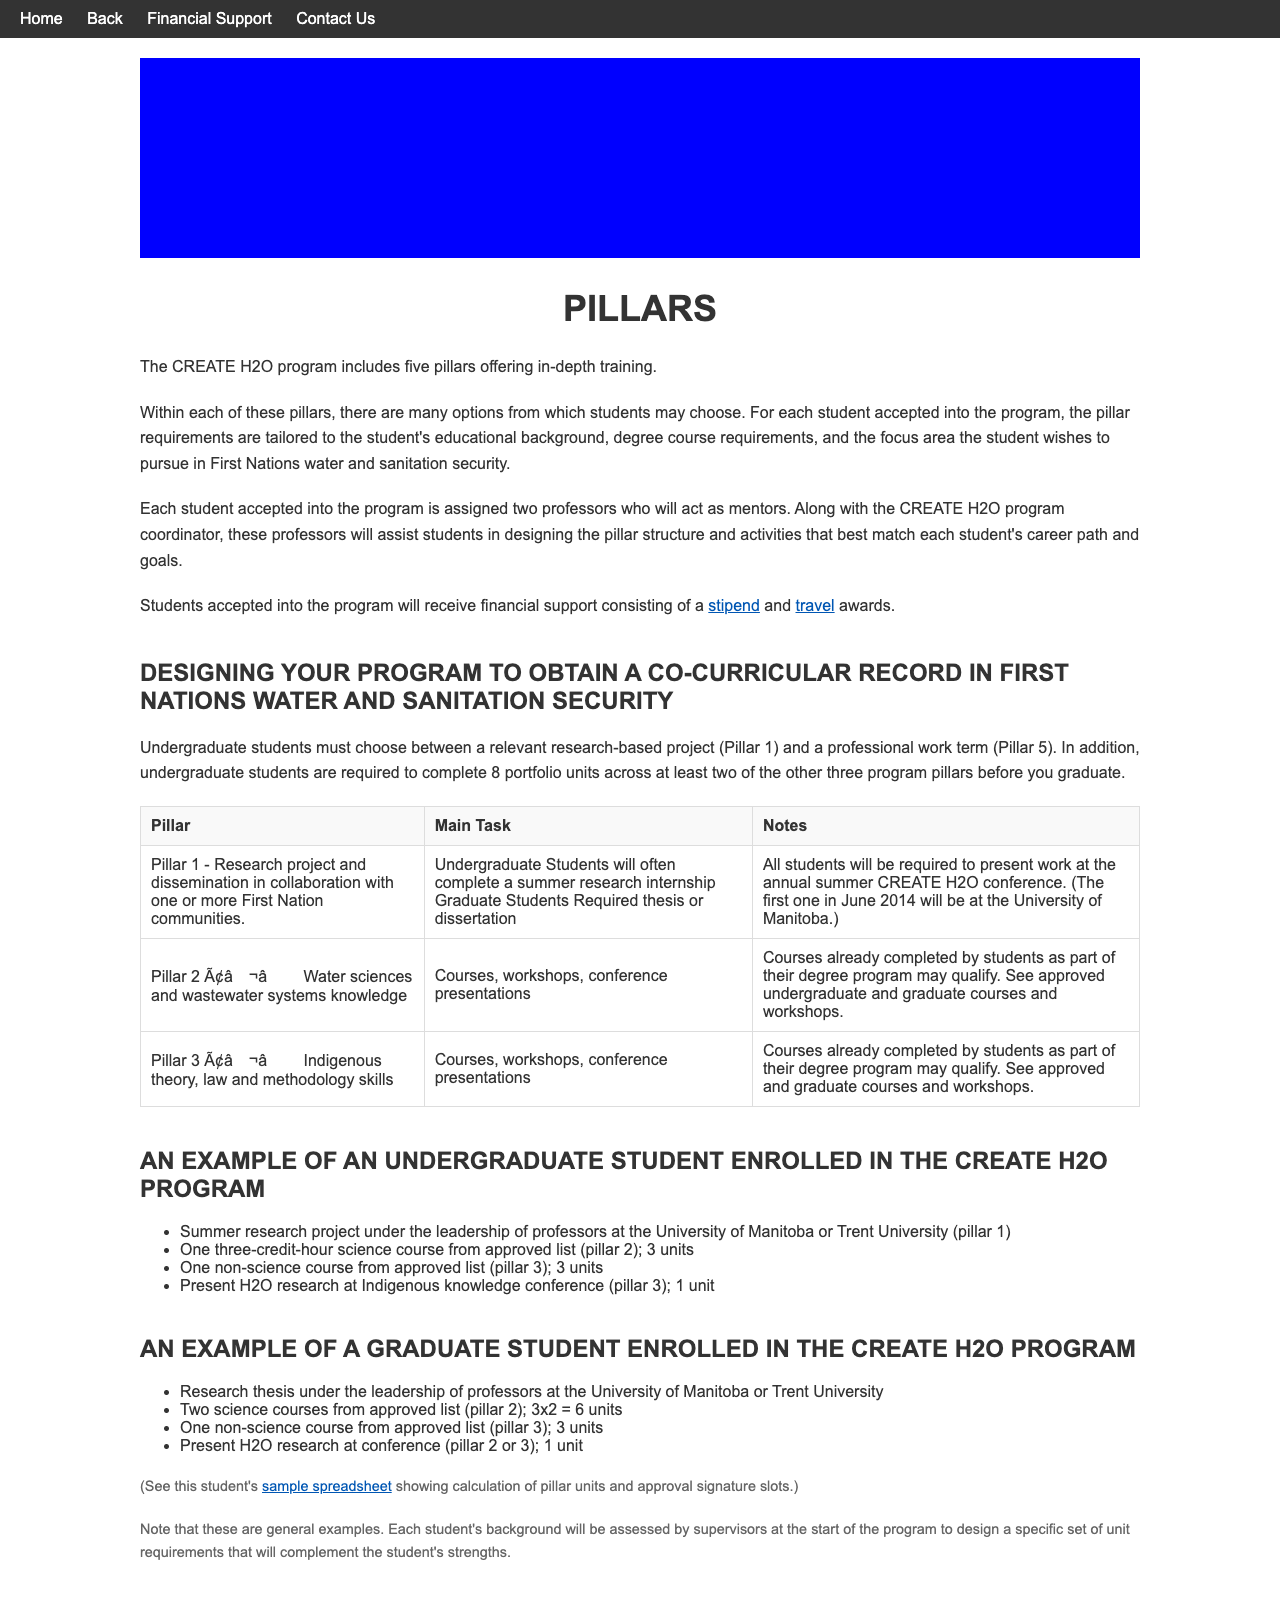 Home Back Financial Support Contact Us
PILLARS
The CREATE H2O program includes five pillars offering in-depth training.
Within each of these pillars, there are many options from which students may choose. For each student accepted into the program, the pillar
requirements are tailored to the student's educational background, degree course requirements, and the focus area the student wishes to
pursue in First Nations water and sanitation security.
Each student accepted into the program is assigned two professors who will act as mentors. Along with the CREATE H2O program
coordinator, these professors will assist students in designing the pillar structure and activities that best match each student's career path and
goals.
Students accepted into the program will receive financial support consisting of a stipend and travel awards.
DESIGNING YOUR PROGRAM TO OBTAIN A CO-CURRICULAR RECORD IN FIRST
NATIONS WATER AND SANITATION SECURITY
Undergraduate students must choose between a relevant research-based project (Pillar 1) and a professional work term (Pillar 5). In addition,
undergraduate students are required to complete 8 portfolio units across at least two of the other three program pillars before you graduate.
Pillar Main Task Notes
Pillar 1 - Research project and
dissemination in collaboration with
one or more First Nation
communities.
Undergraduate Students will often
complete a summer research internship
Graduate Students Required thesis or
dissertation
All students will be required to present work at the
annual summer CREATE H2O conference. (The
first one in June 2014 will be at the University of
Manitoba.)
Pillar 2 Ã¢â ¬â Water sciences
and wastewater systems knowledge
Courses, workshops, conference
presentations
Courses already completed by students as part of
their degree program may qualify. See approved
undergraduate and graduate courses and
workshops.
Pillar 3 Ã¢â ¬â Indigenous
theory, law and methodology skills
Courses, workshops, conference
presentations
Courses already completed by students as part of
their degree program may qualify. See approved
and graduate courses and workshops.
AN EXAMPLE OF AN UNDERGRADUATE STUDENT ENROLLED IN THE CREATE H2O
PROGRAM
• Summer research project under the leadership of professors at the University of Manitoba or Trent University (pillar 1)
• One three-credit-hour science course from approved list (pillar 2); 3 units
• One non-science course from approved list (pillar 3); 3 units
• Present H2O research at Indigenous knowledge conference (pillar 3); 1 unit
AN EXAMPLE OF A GRADUATE STUDENT ENROLLED IN THE CREATE H2O PROGRAM
• Research thesis under the leadership of professors at the University of Manitoba or Trent University
• Two science courses from approved list (pillar 2); 3x2 = 6 units
• One non-science course from approved list (pillar 3); 3 units
• Present H2O research at conference (pillar 2 or 3); 1 unit
(See this student's sample spreadsheet showing calculation of pillar units and approval signature slots.)
Note that these are general examples. Each student's background will be assessed by supervisors at the start of the program to design a specific set of unit
requirements that will complement the student's strengths.